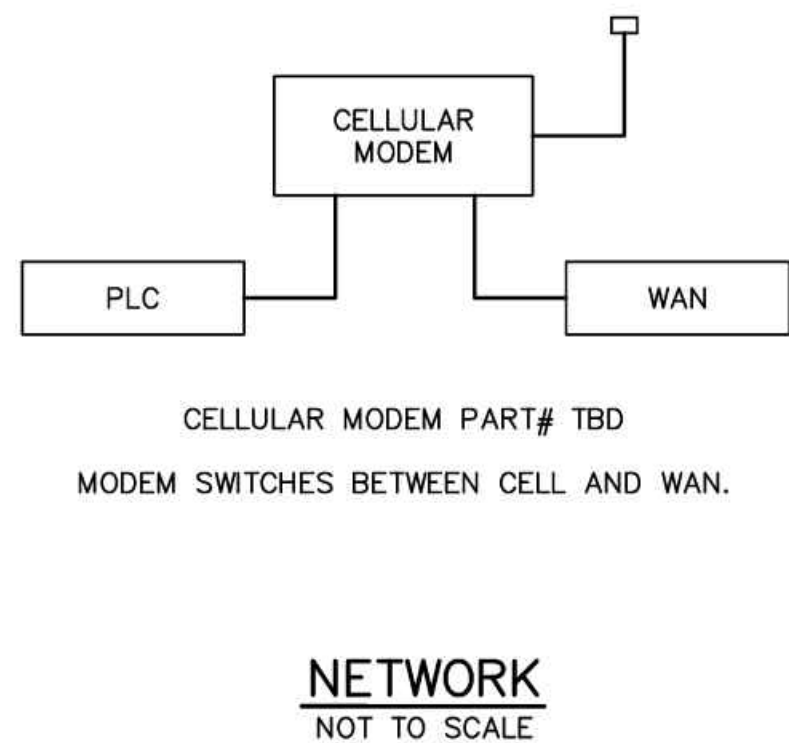 CELLULAR
MODEM
PLC
WAN
CELLULAR MODEM PART# TBD
MODEM SWITCHES BETWEEN CELL AND WAN.
NETWORK
NOT TO SCALE